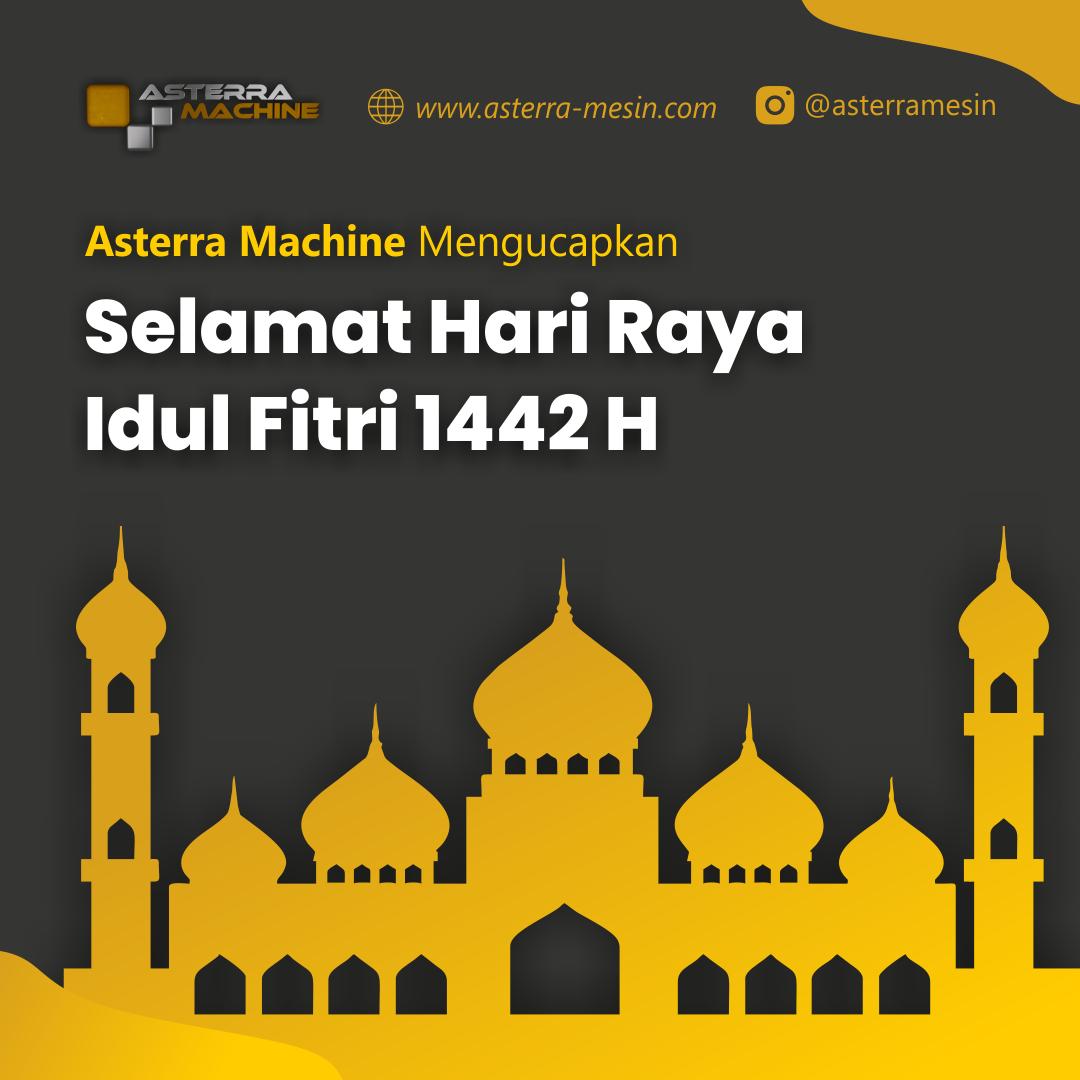 ASTERRA
MACHINE
www.asterra-mesin.com
@asterramesin
Asterra Machine Mengucapkan
Selamat Hari Raya
Idul Fitri 1442 H